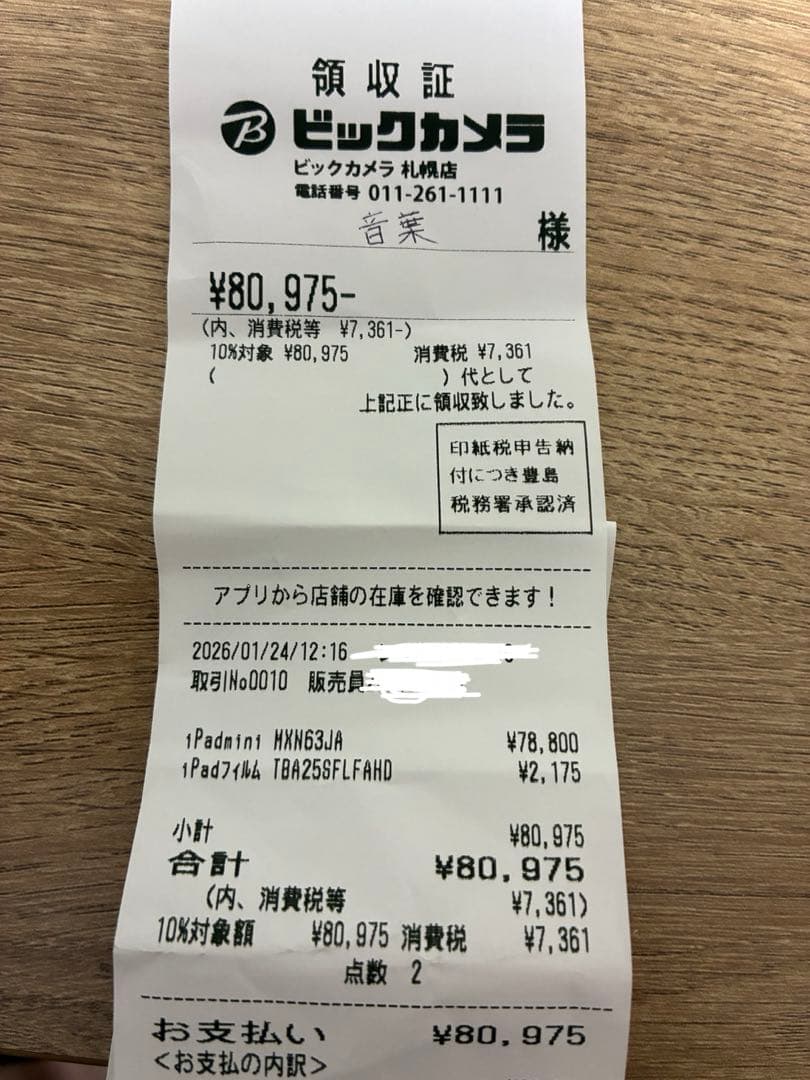 領収証
ビックカメラ
ビックカメラ 札幌店
電話番号 011-261-1111
音葉 様
¥80,975-
(内、消費税等 ¥7,361-)
10%対象 ¥80,975 消費税 ¥7,361
( )代として
上記正に領収致しました。
印紙税申告納
付につき豊島
税務署承認済
アプリから店舗の在庫を確認できます!
2026/01/24/12:16
取引No0010 販売員
iPadmini MXN63JA ¥78,800
iPadフィルム TBA25SFLFAHD ¥2,175
小計 ¥80,975
合計 ¥80,975
(内、消費税等 ¥7,361)
10%対象額 ¥80,975 消費税 ¥7,361
点数 2
お支払い ¥80,975
<お支払の内訳>